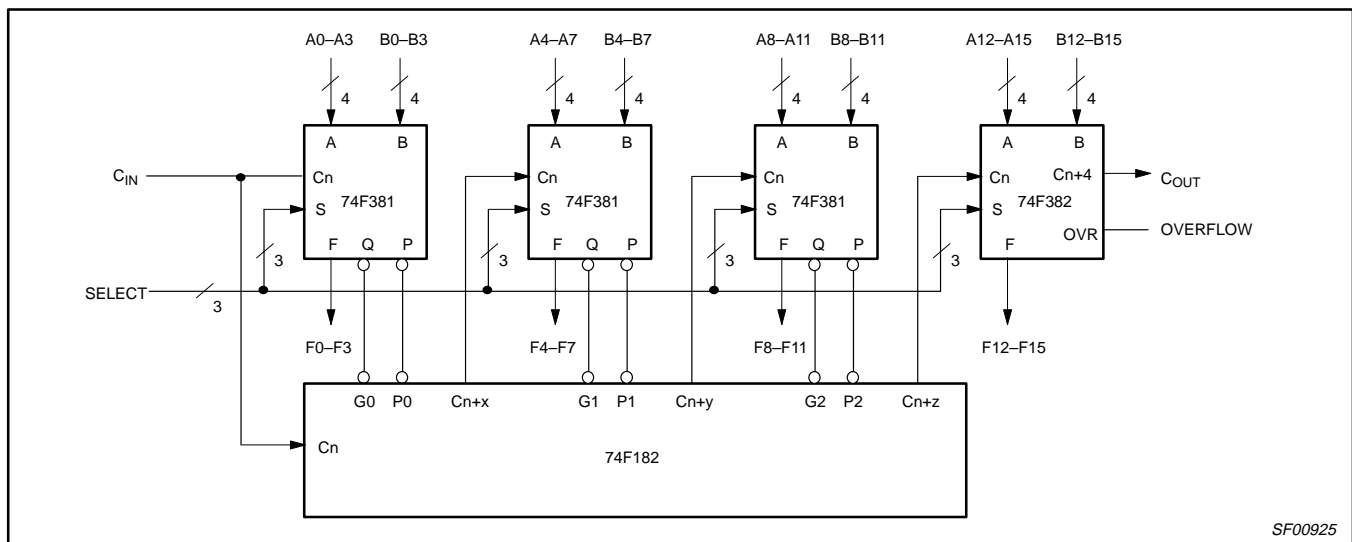 A0–A3 B0–B3 A4–A7 B4–B7 A8–A11 B8–B11 A12–A15 B12–B15
4 4 4 4 4 4 4 4
A B A B A B A B
CIN Cn Cn Cn Cn Cn+4 COUT
74F381 74F381 74F381 74F382
S S S S
F Q P F Q P F Q P F OVR OVERFLOW
3 3 3 3
SELECT 3
F0–F3 F4–F7 F8–F11 F12–F15
G0 P0 Cn+x G1 P1 Cn+y G2 P2 Cn+z
Cn 74F182
SF00925